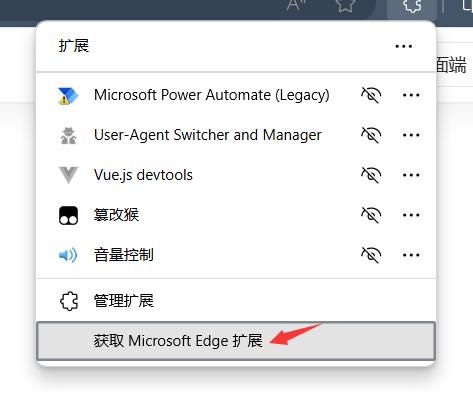 A"
扩展
面端
Microsoft Power Automate (Legacy)
User-Agent Switcher and Manager
Vue.js devtools
篡改猴
音量控制
管理扩展
获取 Microsoft Edge 扩展